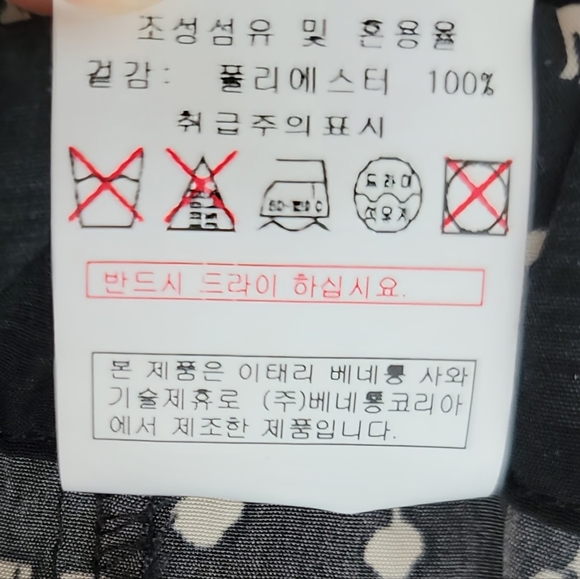 조성섬유 및 혼용율
겉감: 폴리에스터 100%
취급주의표시
드라이
석유지
반드시 드라이 하십시요.
본 제품은 이태리 베네통 사와
기술제휴로 (주)베네통코리아
에서 제조한 제품입니다.